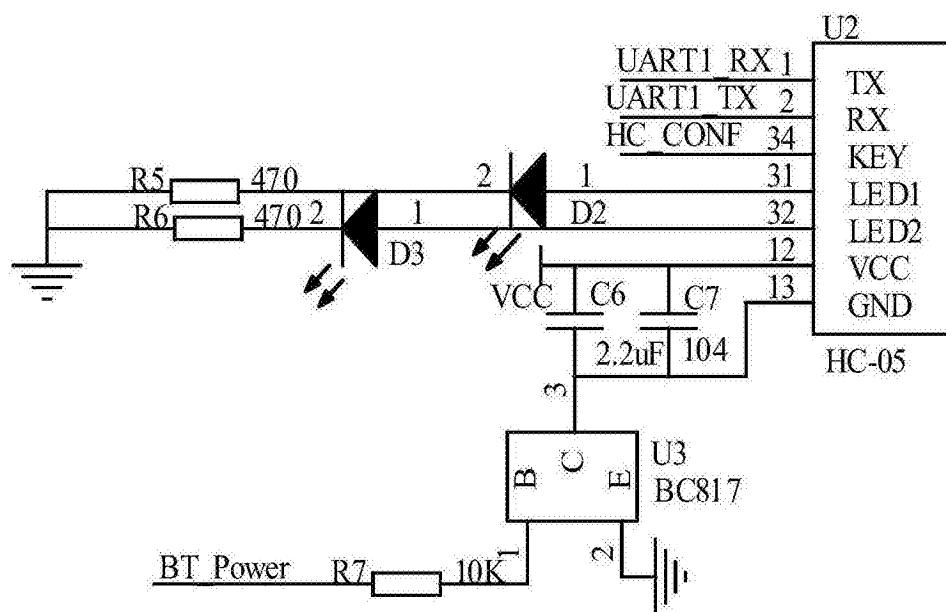 U2
UART1_RX 1 TX
UART1_TX 2 RX
HC_CONF 34 KEY
R5 470 2 1 31 LED1
R6 470 2 1 D2 32 LED2
D3 12 VCC
VCC C6 C7 13 GND
2.2uF 104 HC-05
3
B C E U3
BC817
1 2
BT_Power R7 10K